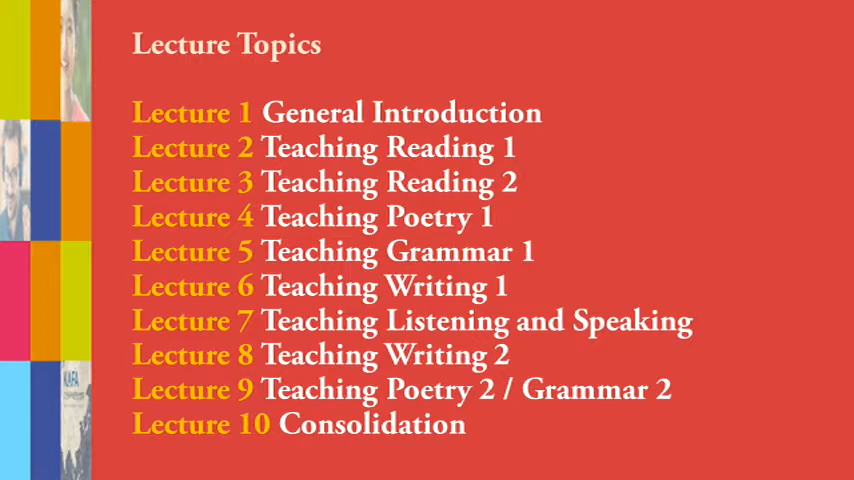 Lecture Topics
Lecture 1 General Introduction
Lecture 2 Teaching Reading 1
Lecture 3 Teaching Reading 2
Lecture 4 Teaching Poetry 1
Lecture 5 Teaching Grammar 1
Lecture 6 Teaching Writing 1
Lecture 7 Teaching Listening and Speaking
Lecture 8 Teaching Writing 2
Lecture 9 Teaching Poetry 2 / Grammar 2
Lecture 10 Consolidation